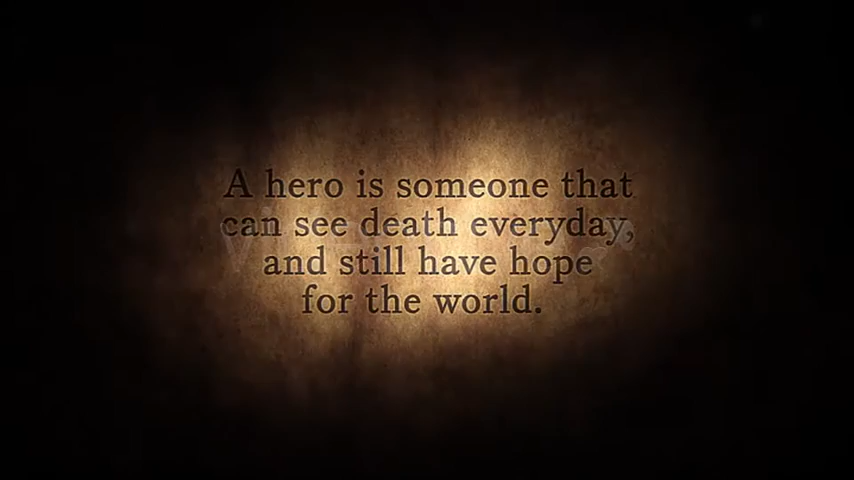 A hero is someone that
can see death everyday,
and still have hope
for the world.